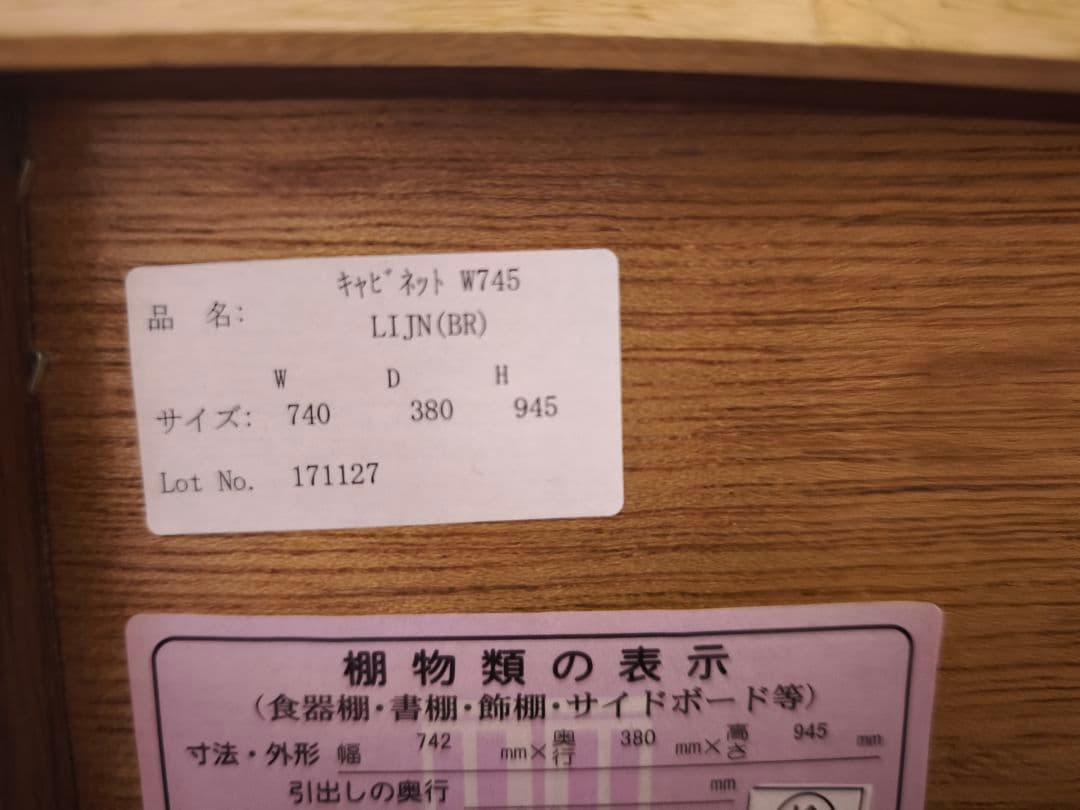 品 名: ｷｬﾋﾞﾈｯﾄ W745
LIJN(BR)
W D H
サイズ: 740 380 945
Lot No. 171127
棚物類の表示
(食器棚・書棚・飾棚・サイドボード等)
寸法・外形 幅 742 mm×奥行 380 mm×高さ 945 mm
引出しの奥行 mm